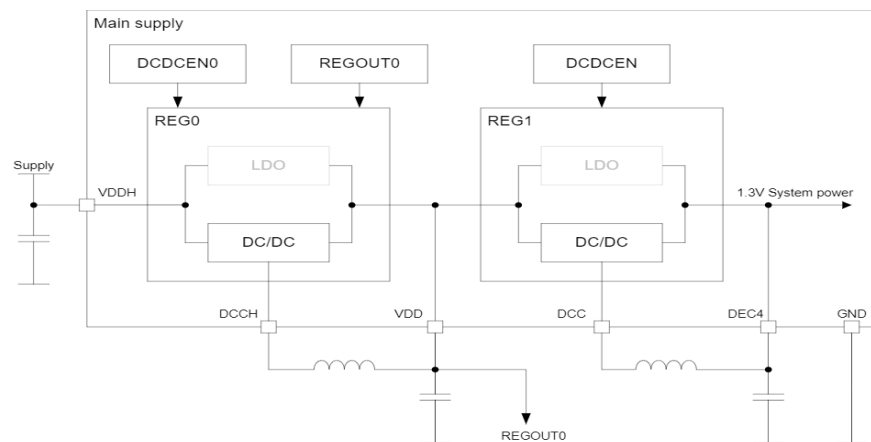 Main supply
DCDCEN0
REGOUT0
DCDCEN
REG0
REG1
Supply
LDO
LDO
VDDH
1.3V System power
DC/DC
DC/DC
DCCH
VDD
DCC
DEC4
GND
REGOUT0